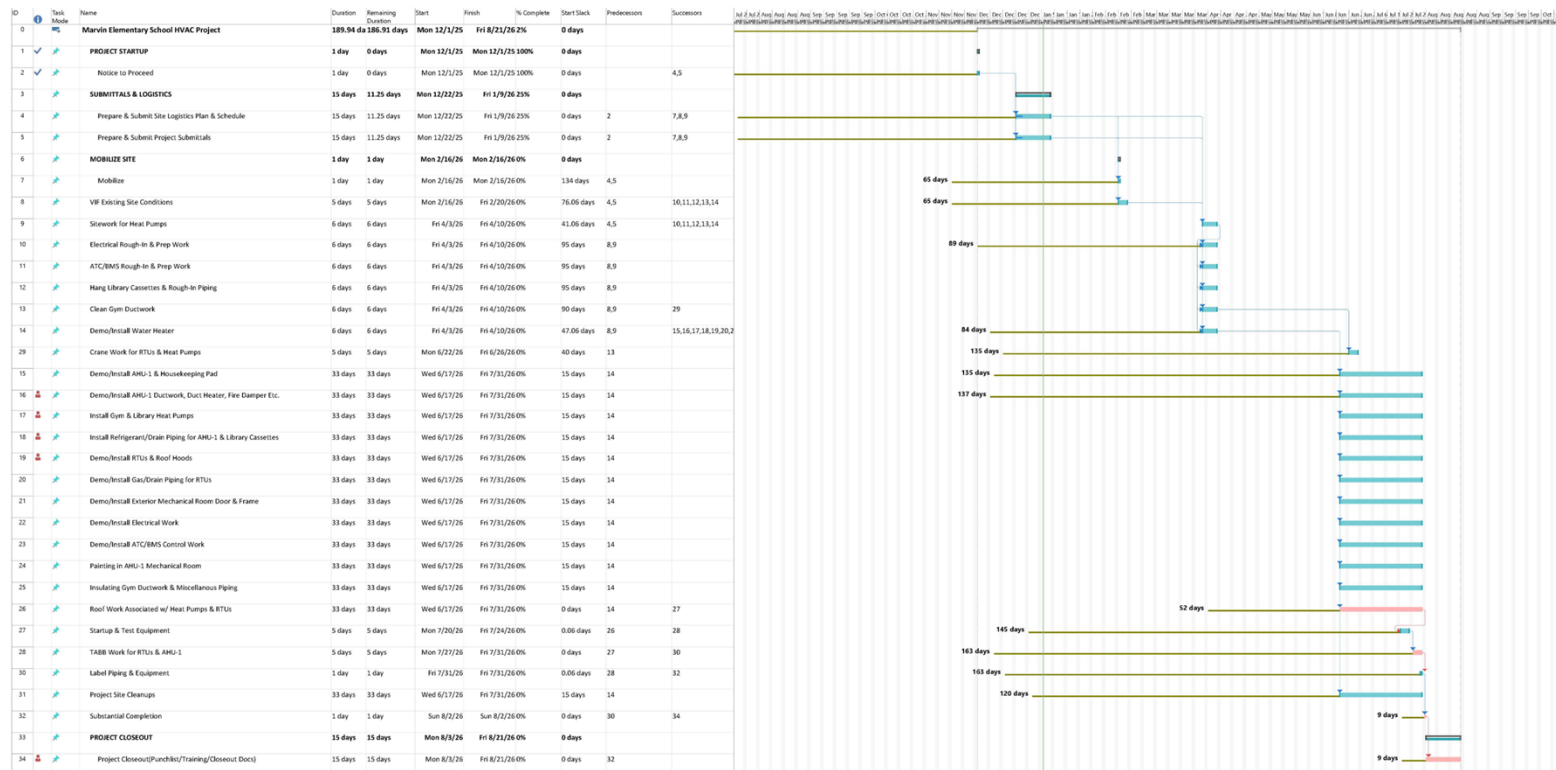 ID Task Mode Name Duration Remaining Duration Start Finish % Complete Start Slack Predecessors Successors
0 Marvin Elementary School HVAC Project 189.94 da 186.91 days Mon 12/1/25 Fri 8/21/26 2% 0 days
1 PROJECT STARTUP 1 day 0 days Mon 12/1/25 Mon 12/1/25 100% 0 days
2 Notice to Proceed 1 day 0 days Mon 12/1/25 Mon 12/1/25 100% 0 days 4,5
3 SUBMITTALS & LOGISTICS 15 days 11.25 days Mon 12/22/25 Fri 1/9/26 25% 0 days
4 Prepare & Submit Site Logistics Plan & Schedule 15 days 11.25 days Mon 12/22/25 Fri 1/9/26 25% 0 days 2 7,8,9
5 Prepare & Submit Project Submittals 15 days 11.25 days Mon 12/22/25 Fri 1/9/26 25% 0 days 2 7,8,9
6 MOBILIZE SITE 1 day 1 day Mon 2/16/26 Mon 2/16/26 0% 0 days
7 Mobilize 1 day 1 day Mon 2/16/26 Mon 2/16/26 0% 134 days 4,5 65 days
8 VIF Existing Site Conditions 5 days 5 days Mon 2/16/26 Fri 2/20/26 0% 76.06 days 4,5 10,11,12,13,14 65 days
9 Sitework for Heat Pumps 6 days 6 days Fri 4/3/26 Fri 4/10/26 0% 41.06 days 4,5 10,11,12,13,14
10 Electrical Rough-In & Prep Work 6 days 6 days Fri 4/3/26 Fri 4/10/26 0% 95 days 8,9 89 days
11 ATC/BMS Rough-In & Prep Work 6 days 6 days Fri 4/3/26 Fri 4/10/26 0% 95 days 8,9
12 Hang Library Cassettes & Rough-In Piping 6 days 6 days Fri 4/3/26 Fri 4/10/26 0% 95 days 8,9
13 Clean Gym Ductwork 6 days 6 days Fri 4/3/26 Fri 4/10/26 0% 90 days 8,9 29
14 Demo/Install Water Heater 6 days 6 days Fri 4/3/26 Fri 4/10/26 0% 47.06 days 8,9 15,16,17,18,19,20,2 84 days
29 Crane Work for RTUs & Heat Pumps 5 days 5 days Mon 6/22/26 Fri 6/26/26 0% 40 days 13 135 days
15 Demo/Install AHU-1 & Housekeeping Pad 33 days 33 days Wed 6/17/26 Fri 7/31/26 0% 15 days 14 135 days
16 Demo/Install AHU-1 Ductwork, Duct Heater, Fire Damper Etc. 33 days 33 days Wed 6/17/26 Fri 7/31/26 0% 15 days 14 137 days
17 Install Gym & Library Heat Pumps 33 days 33 days Wed 6/17/26 Fri 7/31/26 0% 15 days 14
18 Install Refrigerant/Drain Piping for AHU-1 & Library Cassettes 33 days 33 days Wed 6/17/26 Fri 7/31/26 0% 15 days 14
19 Demo/Install RTUs & Roof Hoods 33 days 33 days Wed 6/17/26 Fri 7/31/26 0% 15 days 14
20 Demo/Install Gas/Drain Piping for RTUs 33 days 33 days Wed 6/17/26 Fri 7/31/26 0% 15 days 14
21 Demo/Install Exterior Mechanical Room Door & Frame 33 days 33 days Wed 6/17/26 Fri 7/31/26 0% 15 days 14
22 Demo/Install Electrical Work 33 days 33 days Wed 6/17/26 Fri 7/31/26 0% 15 days 14
23 Demo/Install ATC/BMS Control Work 33 days 33 days Wed 6/17/26 Fri 7/31/26 0% 15 days 14
24 Painting in AHU-1 Mechanical Room 33 days 33 days Wed 6/17/26 Fri 7/31/26 0% 15 days 14
25 Insulating Gym Ductwork & Miscellanous Piping 33 days 33 days Wed 6/17/26 Fri 7/31/26 0% 15 days 14
26 Roof Work Associated w/ Heat Pumps & RTUs 33 days 33 days Wed 6/17/26 Fri 7/31/26 0% 0 days 14 27 52 days
27 Startup & Test Equipment 5 days 5 days Mon 7/20/26 Fri 7/24/26 0% 0.06 days 26 28 145 days
28 TABB Work for RTUs & AHU-1 5 days 5 days Mon 7/27/26 Fri 7/31/26 0% 0 days 27 30 163 days
30 Label Piping & Equipment 1 day 1 day Fri 7/31/26 Fri 7/31/26 0% 0.06 days 28 32 163 days
31 Project Site Cleanups 33 days 33 days Wed 6/17/26 Fri 7/31/26 0% 15 days 14 120 days
32 Substantial Completion 1 day 1 day Sun 8/2/26 Sun 8/2/26 0% 0 days 30 34 9 days
33 PROJECT CLOSEOUT 15 days 15 days Mon 8/3/26 Fri 8/21/26 0% 0 days
34 Project Closeout(Punchlist/Training/Closeout Docs) 15 days 15 days Mon 8/3/26 Fri 8/21/26 0% 0 days 32 9 days